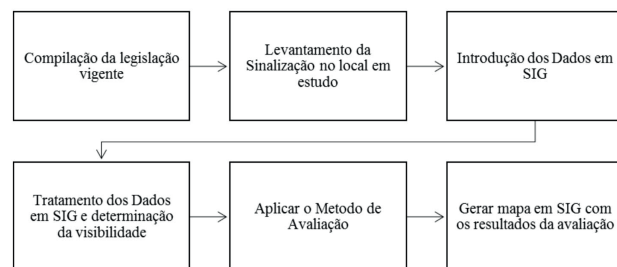 Compilação da legislação
vigente
Levantamento da
Sinalização no local em
estudo
Introdução dos Dados em
SIG
Tratamento dos Dados
em SIG e determinação
da visibilidade
Aplicar o Metodo de
Avaliação
Gerar mapa em SIG com
os resultados da avaliação